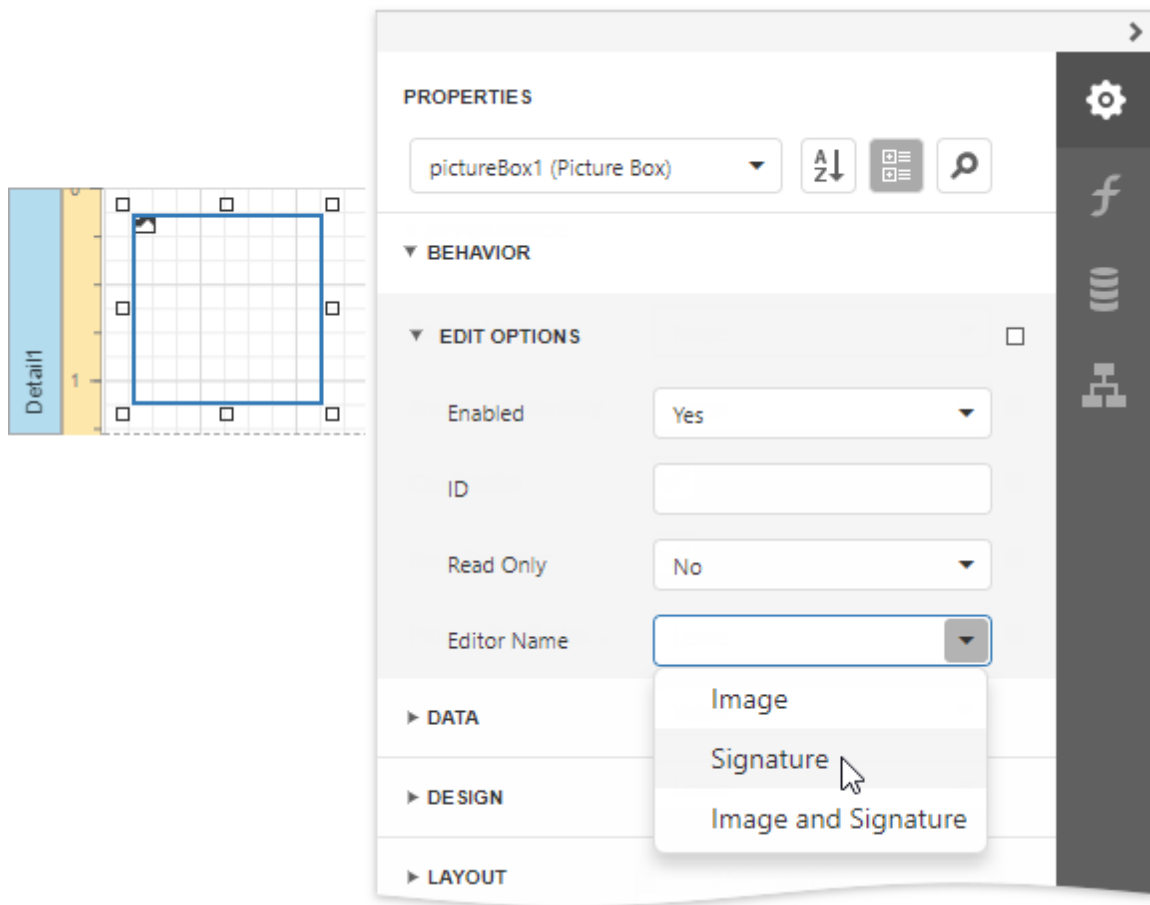 PROPERTIES
pictureBox1 (Picture Box)
A
Z
BEHAVIOR
0
EDIT OPTIONS
Detail1
1
Enabled
Yes
ID
Read Only
No
Editor Name
Image
DATA
Signature
DESIGN
Image and Signature
LAYOUT